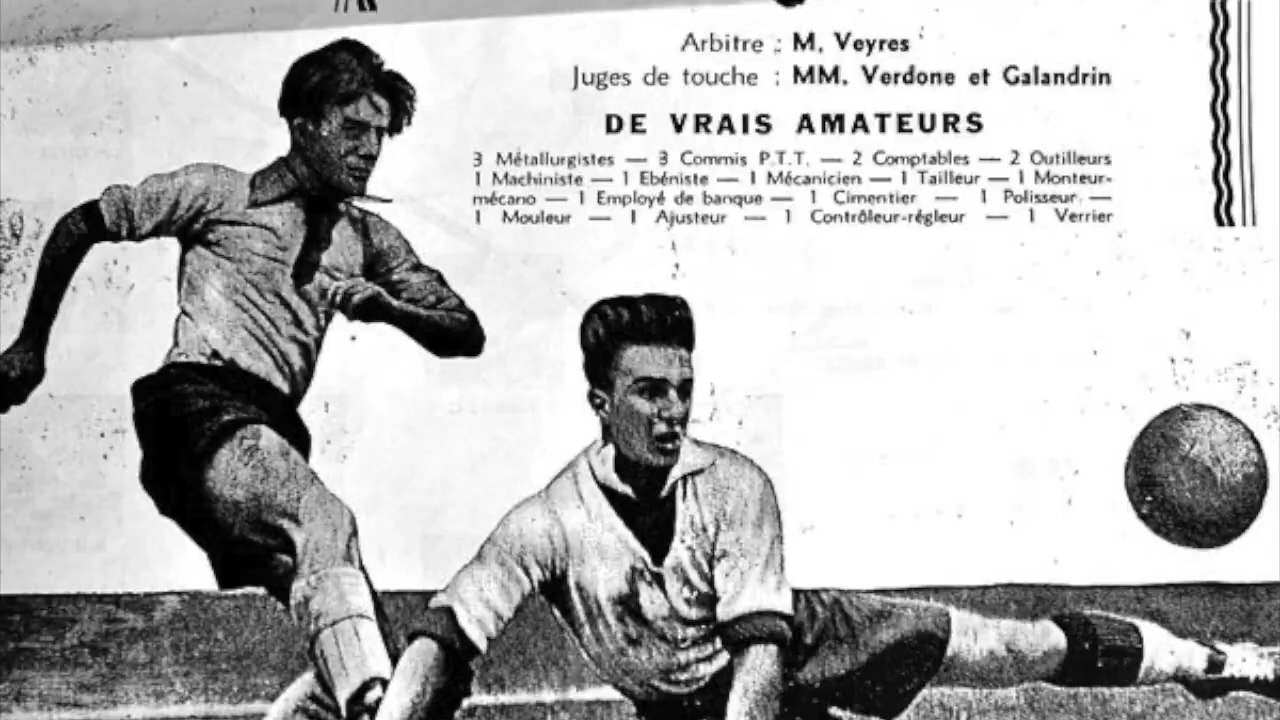 Arbitre : M. Veyres
Juges de touche : MM. Verdone et Galandrin
DE VRAIS AMATEURS
3 Métallurgistes — 3 Commis P.T.T. — 2 Comptables — 2 Outilleurs
1 Machiniste — 1 Ebéniste — 1 Mécanicien — 1 Tailleur — 1 Monteur-
mécano — 1 Employé de banque — 1 Cimentier — 1 Polisseur —
1 Mouleur — 1 Ajusteur — 1 Contrôleur-régleur — 1 Verrier